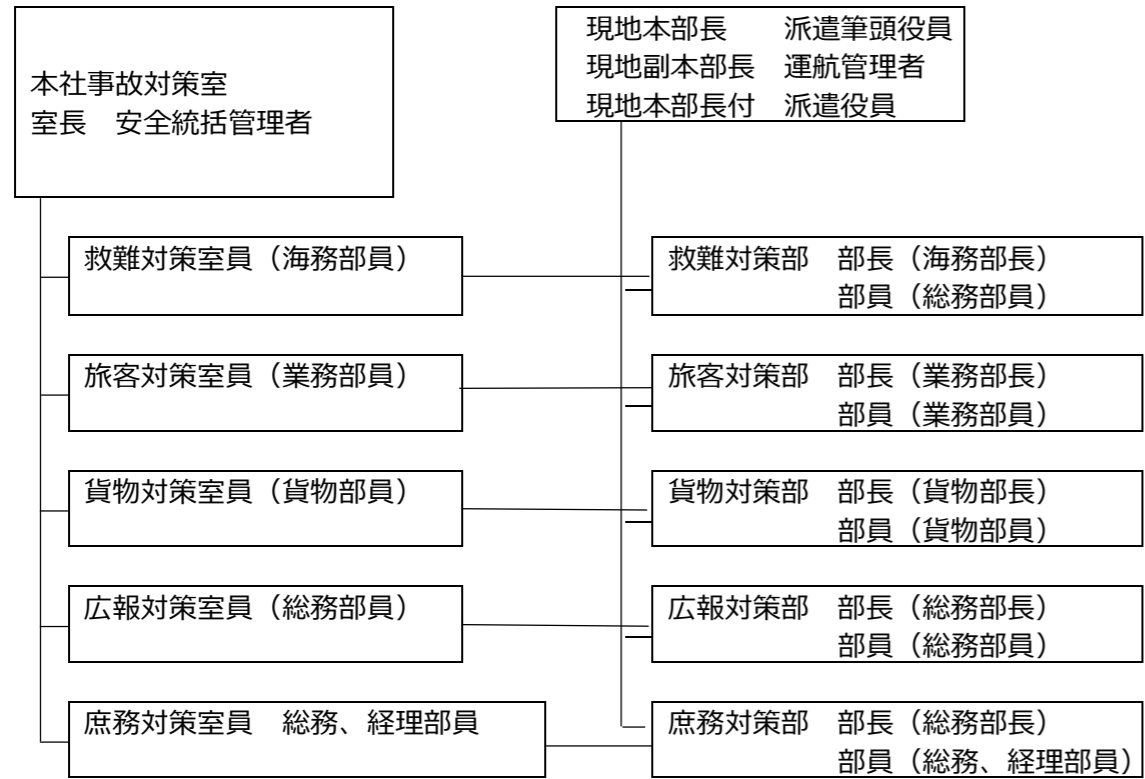 本社事故対策室
室長　安全統括管理者
現地本部長　　派遣筆頭役員
現地副本部長　運航管理者
現地本部長付　派遣役員
救難対策室員（海務部員）
救難対策部　部長（海務部長）
部員（総務部員）
旅客対策室員（業務部員）
旅客対策部　部長（業務部長）
部員（業務部員）
貨物対策室員（貨物部員）
貨物対策部　部長（貨物部長）
部員（貨物部員）
広報対策室員（総務部員）
広報対策部　部長（総務部長）
部員（総務部員）
庶務対策室員　総務、経理部員
庶務対策部　部長（総務部長）
部員（総務、経理部員）